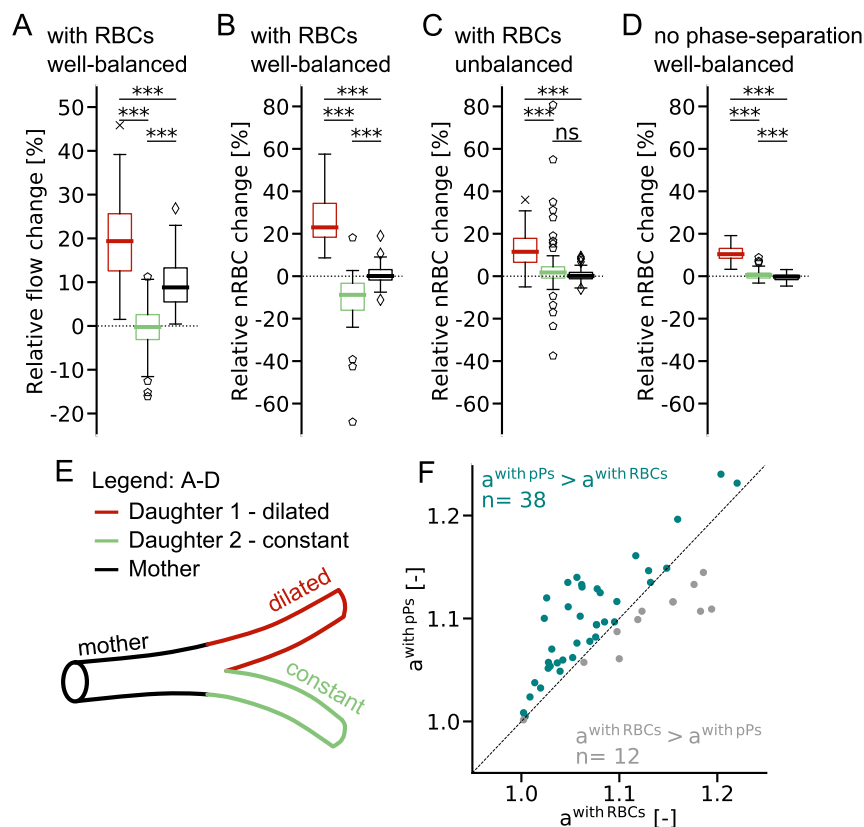 A
with RBCs
well-balanced
Relative flow change [%]
50
40
30
20
10
0
-10
-20
***
***
***
B
with RBCs
well-balanced
Relative nRBC change [%]
80
60
40
20
0
-20
-40
-60
***
***
***
C
with RBCs
unbalanced
Relative nRBC change [%]
80
60
40
20
0
-20
-40
-60
***
***
ns
D
no phase-separation
well-balanced
Relative nRBC change [%]
80
60
40
20
0
-20
-40
-60
***
***
***
E
Legend: A-D
Daughter 1 - dilated
Daughter 2 - constant
Mother
mother
dilated
constant
F
a^with pPs > a^with RBCs
n= 38
a^with RBCs > a^with pPs
n= 12
a^with pPs [-]
1.2
1.1
1.0
1.0 1.1 1.2
a^with RBCs [-]